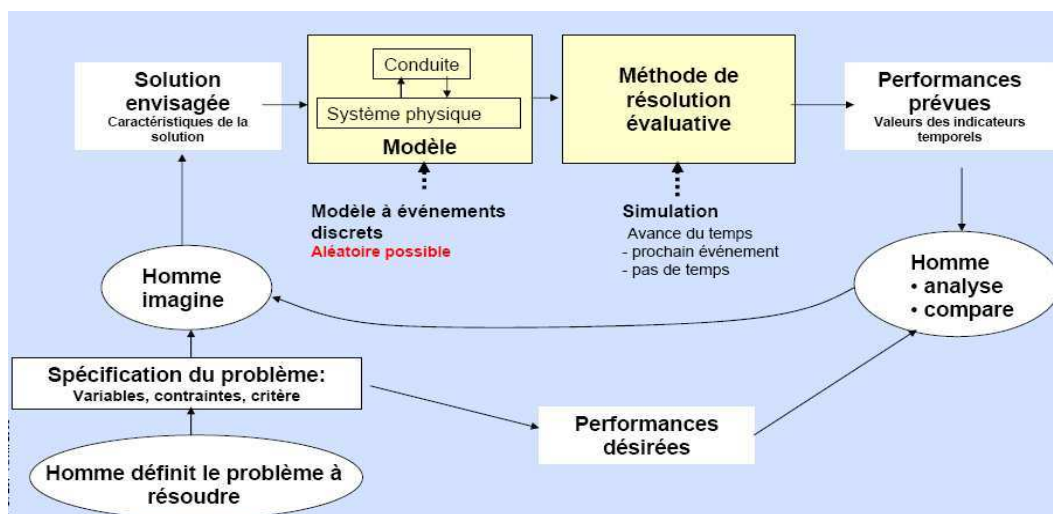 Solution
envisagée
Caractéristiques de la
solution
Conduite
Système physique
Modèle
Méthode de
résolution
évaluative
Performances
prévues
Valeurs des indicateurs
temporels
Modèle à événements
discrets
Aléatoire possible
Simulation
Avance du temps
- prochain événement
- pas de temps
Homme
imagine
Homme
• analyse
• compare
Spécification du problème:
Variables, contraintes, critère
Performances
désirées
Homme définit le problème à
résoudre